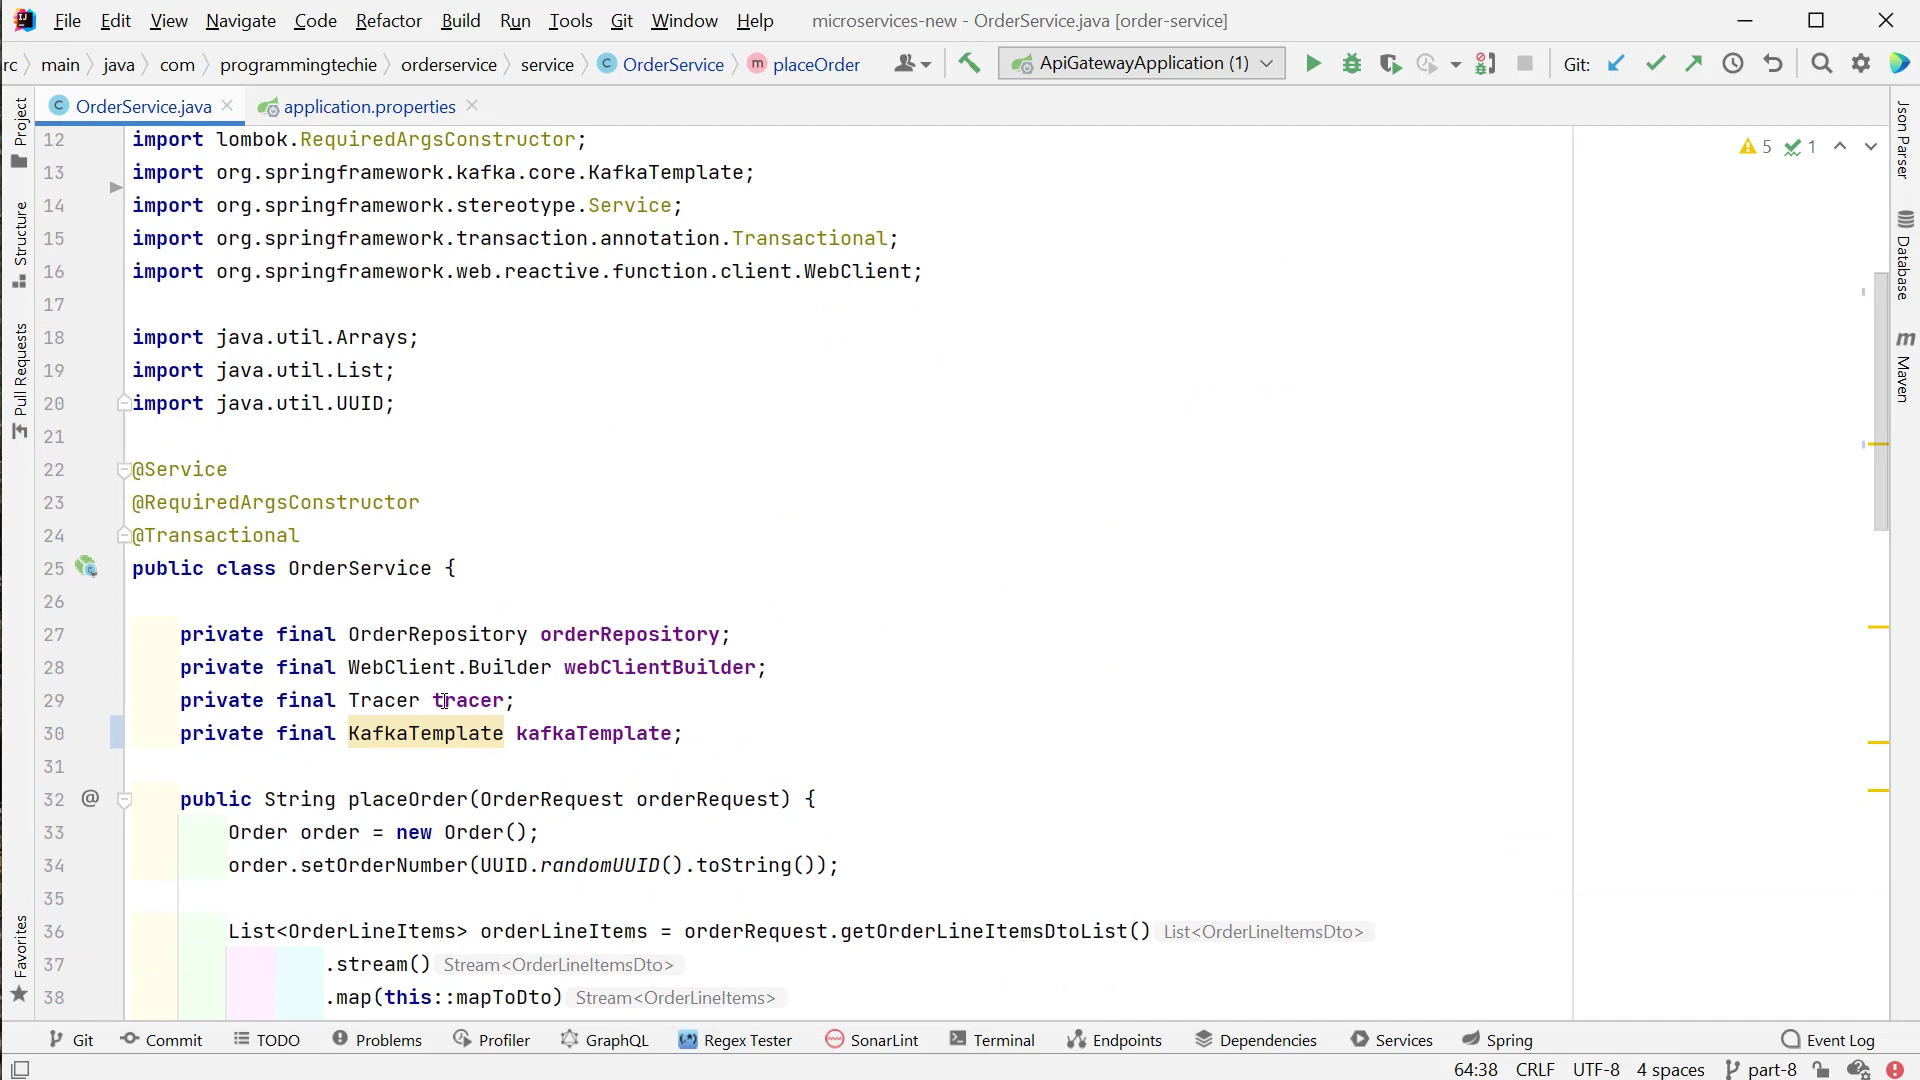 File Edit View Navigate Code Refactor Build Run Tools Git Window Help microservices-new - OrderService.java [order-service]
rc main java com programmingtechie orderservice service C OrderService m placeOrder ApiGatewayApplication (1) Git:
C OrderService.java application.properties
12 import lombok.RequiredArgsConstructor;
13 import org.springframework.kafka.core.KafkaTemplate;
14 import org.springframework.stereotype.Service;
15 import org.springframework.transaction.annotation.Transactional;
16 import org.springframework.web.reactive.function.client.WebClient;
17
18 import java.util.Arrays;
19 import java.util.List;
20 import java.util.UUID;
21
22 @Service
23 @RequiredArgsConstructor
24 @Transactional
25 public class OrderService {
26
27 private final OrderRepository orderRepository;
28 private final WebClient.Builder webClientBuilder;
29 private final Tracer tracer;
30 private final KafkaTemplate kafkaTemplate;
31
32 @ public String placeOrder(OrderRequest orderRequest) {
33 Order order = new Order();
34 order.setOrderNumber(UUID.randomUUID().toString());
35
36 List<OrderLineItems> orderLineItems = orderRequest.getOrderLineItemsDtoList() List<OrderLineItemsDto>
37 .stream() Stream<OrderLineItemsDto>
38 .map(this::mapToDto) Stream<OrderLineItems>
5 1
Project
Structure
Pull Requests
Favorites
Json Parser
Database
m Maven
Git Commit TODO Problems Profiler GraphQL Regex Tester SonarLint Terminal Endpoints Dependencies Services Spring Event Log
64:38 CRLF UTF-8 4 spaces part-8